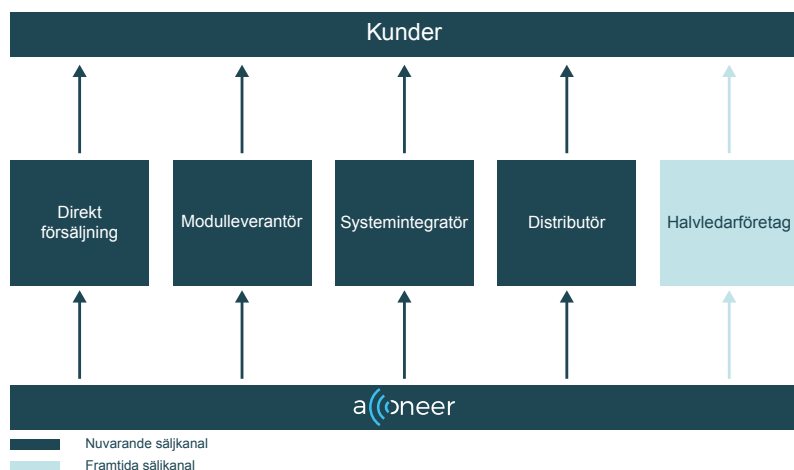 Kunder
Direkt
försäljning
Modulleverantör
Systemintegratör
Distributör
Halvledarföretag
acconeer
Nuvarande säljkanal
Framtida säljkanal